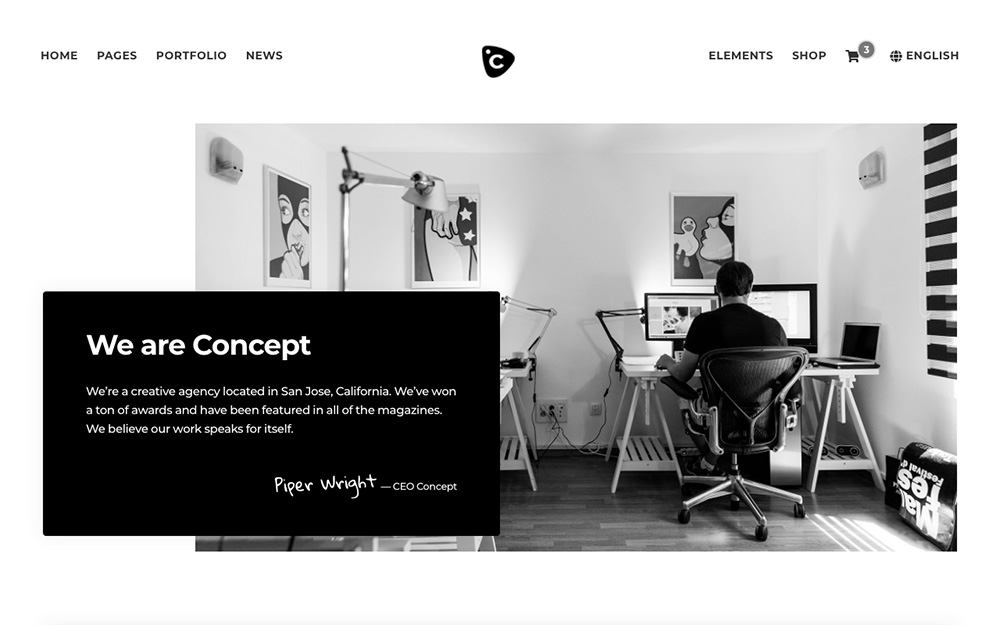 HOME PAGES PORTFOLIO NEWS
C
ELEMENTS SHOP 3 ENGLISH
We are Concept
We’re a creative agency located in San Jose, California. We’ve won
a ton of awards and have been featured in all of the magazines.
We believe our work speaks for itself.
Piper Wright — CEO Concept